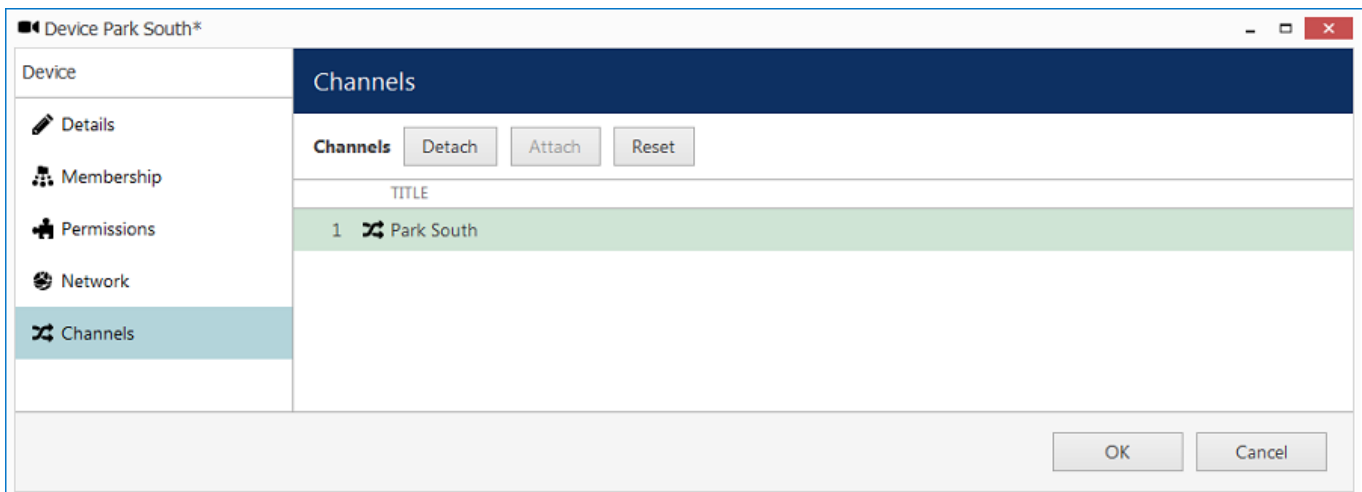 Device Park South*
Device
Details
Membership
Permissions
Network
Channels
Channels
Channels Detach Attach Reset
TITLE
1 Park South
OK Cancel